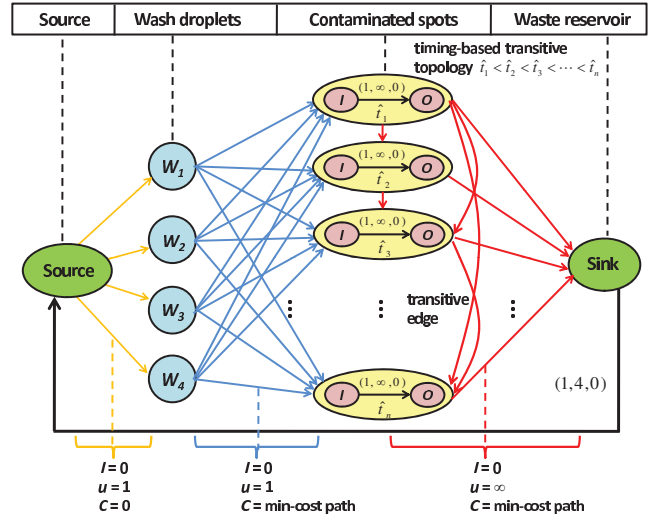 Source Wash droplets Contaminated spots Waste reservoir
timing-based transitive
topology t̂₁ < t̂₂ < t̂₃ < ⋯ < t̂ₙ
(1, ∞, 0)
I O
t̂₁
W₁
(1, ∞, 0)
I O
t̂₂
W₂
(1, ∞, 0)
I O
t̂₃
Source
Sink
W₃
⋮ ⋮ ⋮
transitive
edge
W₄
(1, ∞, 0)
I O
t̂ₙ
(1,4,0)
l = 0 l = 0 l = 0
u = 1 u = 1 u = ∞
C = 0 C = min-cost path C = min-cost path